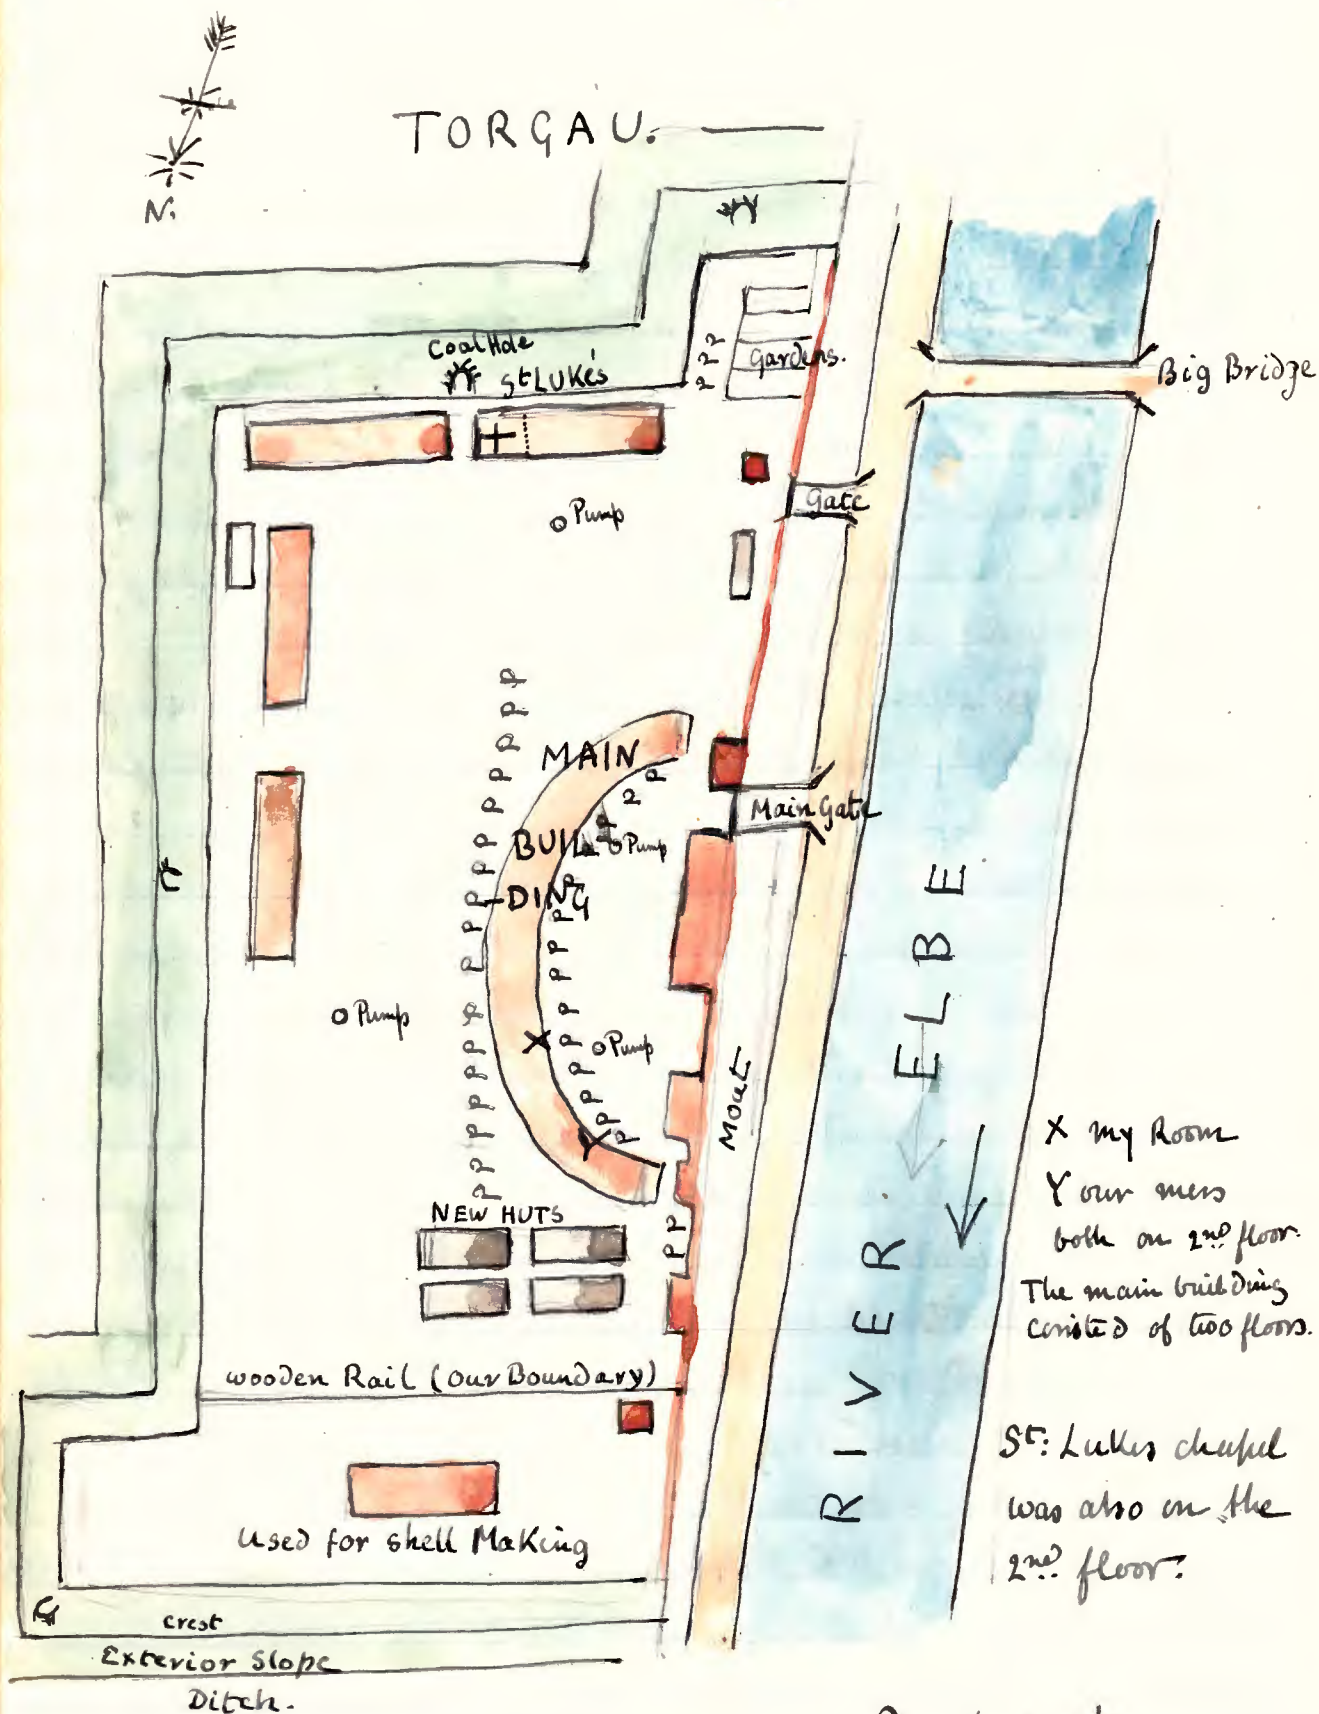 TORGAU.
N.
Coal Hole
St LUKE's
Gardens.
Big Bridge
Gate
Pump
MAIN
BUIL
-DING
Main Gate
Pump
Pump
Pump
Moat
RIVER ELBE
X my Room
Y our mess
both on 2nd floor.
The main building
consited of two floors.
NEW HUTS
wooden Rail (our Boundary)
St: Lukes chapel
was also on the
2nd floor.
Used for shell Making
crest
Exterior Slope
Ditch.